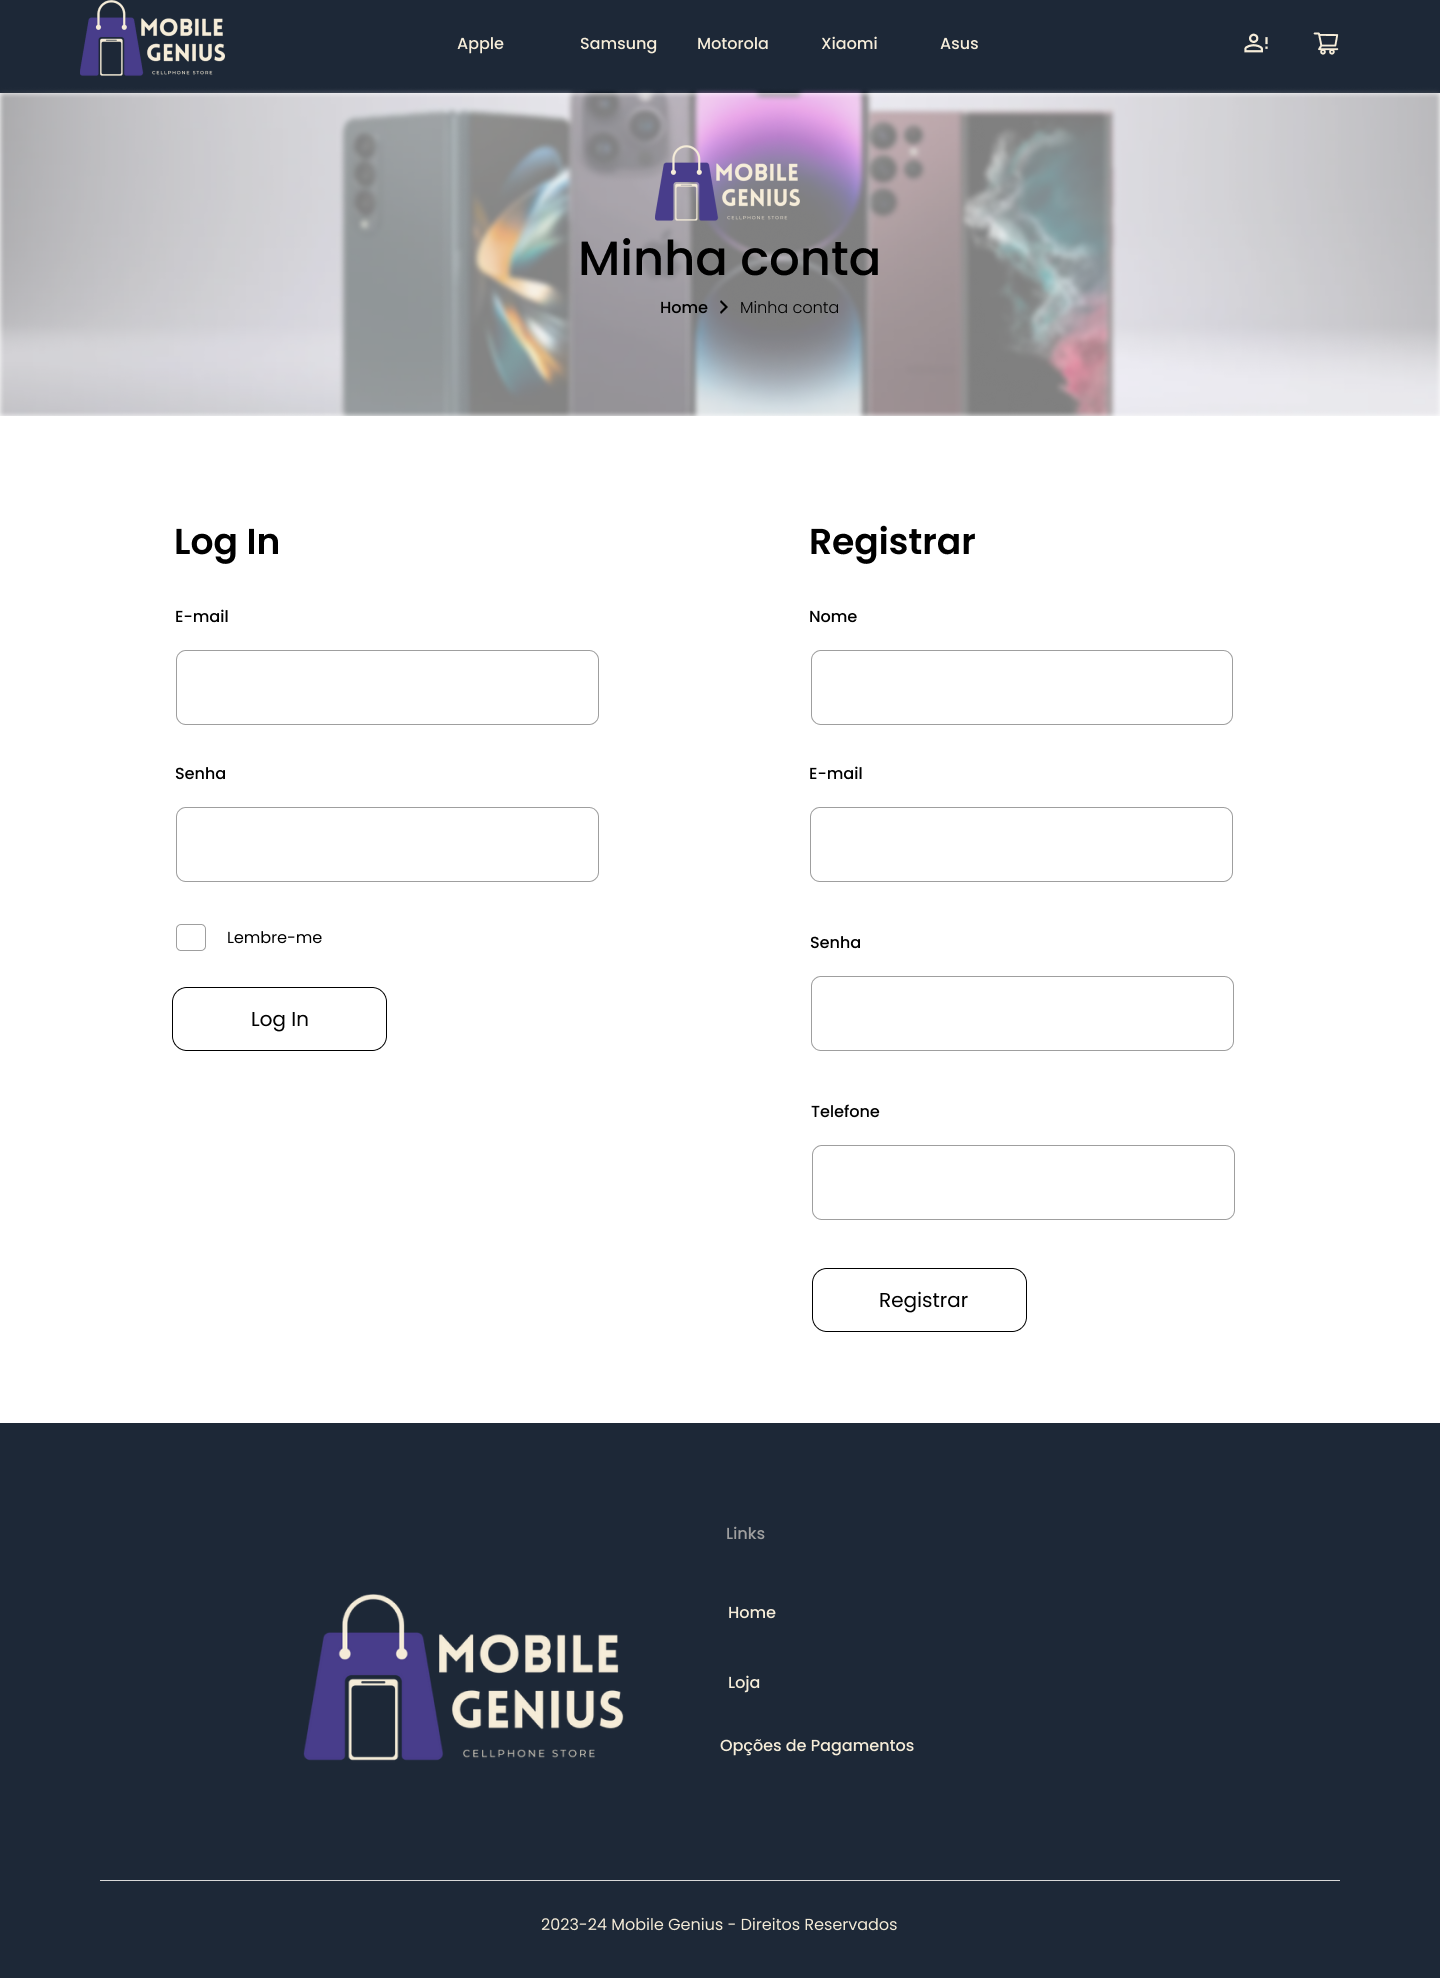 MOBILE
GENIUS
CELLPHONE STORE
Apple
Samsung
Motorola
Xiaomi
Asus
MOBILE
GENIUS
CELLPHONE STORE
Minha conta
Home
Minha conta
Log In
E-mail
Senha
Lembre-me
Log In
Registrar
Nome
E-mail
Senha
Telefone
Registrar
MOBILE
GENIUS
CELLPHONE STORE
Links
Home
Loja
Opções de Pagamentos
2023-24 Mobile Genius - Direitos Reservados